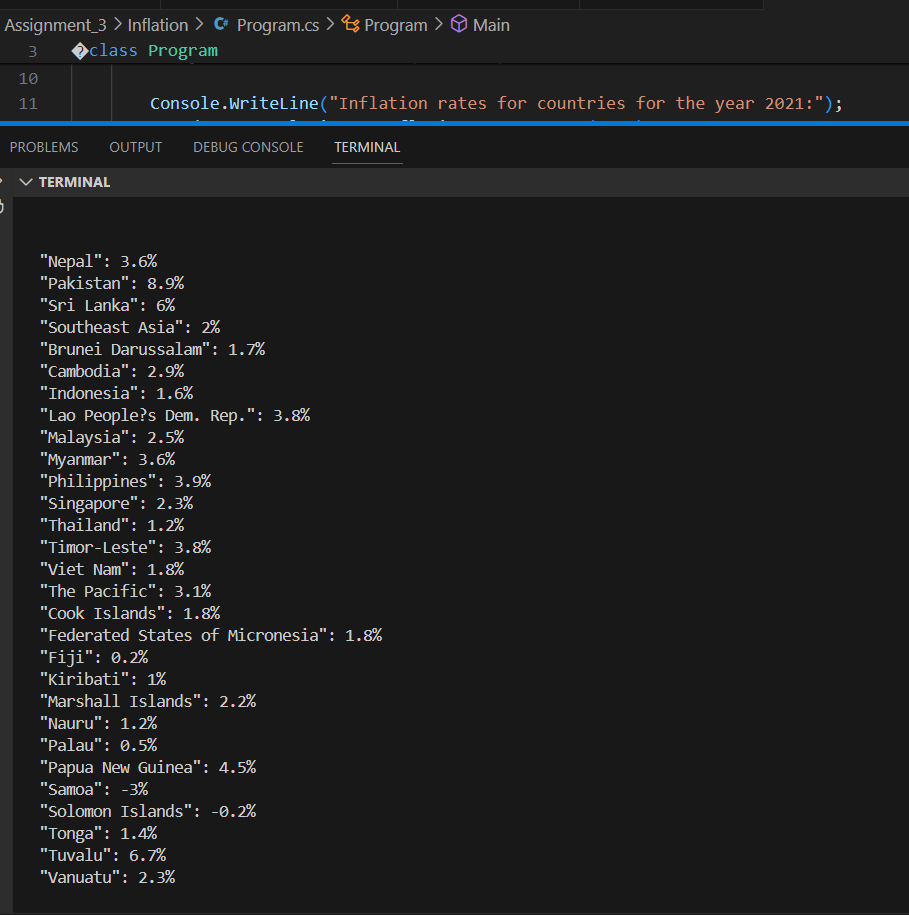 Assignment_3 > Inflation > C# Program.cs > Program > Main
3 �class Program
10
11 Console.WriteLine("Inflation rates for countries for the year 2021:");
PROBLEMS OUTPUT DEBUG CONSOLE TERMINAL
TERMINAL
"Nepal": 3.6%
"Pakistan": 8.9%
"Sri Lanka": 6%
"Southeast Asia": 2%
"Brunei Darussalam": 1.7%
"Cambodia": 2.9%
"Indonesia": 1.6%
"Lao People?s Dem. Rep.": 3.8%
"Malaysia": 2.5%
"Myanmar": 3.6%
"Philippines": 3.9%
"Singapore": 2.3%
"Thailand": 1.2%
"Timor-Leste": 3.8%
"Viet Nam": 1.8%
"The Pacific": 3.1%
"Cook Islands": 1.8%
"Federated States of Micronesia": 1.8%
"Fiji": 0.2%
"Kiribati": 1%
"Marshall Islands": 2.2%
"Nauru": 1.2%
"Palau": 0.5%
"Papua New Guinea": 4.5%
"Samoa": -3%
"Solomon Islands": -0.2%
"Tonga": 1.4%
"Tuvalu": 6.7%
"Vanuatu": 2.3%